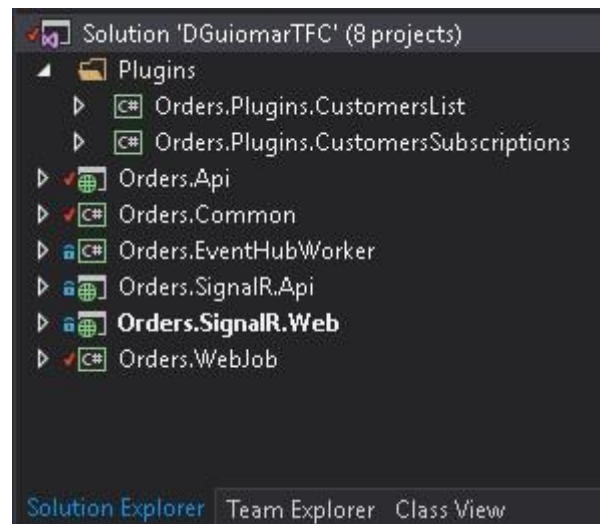 Solution 'DGuiomarTFC' (8 projects)
Plugins
C# Orders.Plugins.CustomersList
C# Orders.Plugins.CustomersSubscriptions
Orders.Api
C# Orders.Common
C# Orders.EventHubWorker
Orders.SignalR.Api
Orders.SignalR.Web
C# Orders.WebJob
Solution Explorer Team Explorer Class View